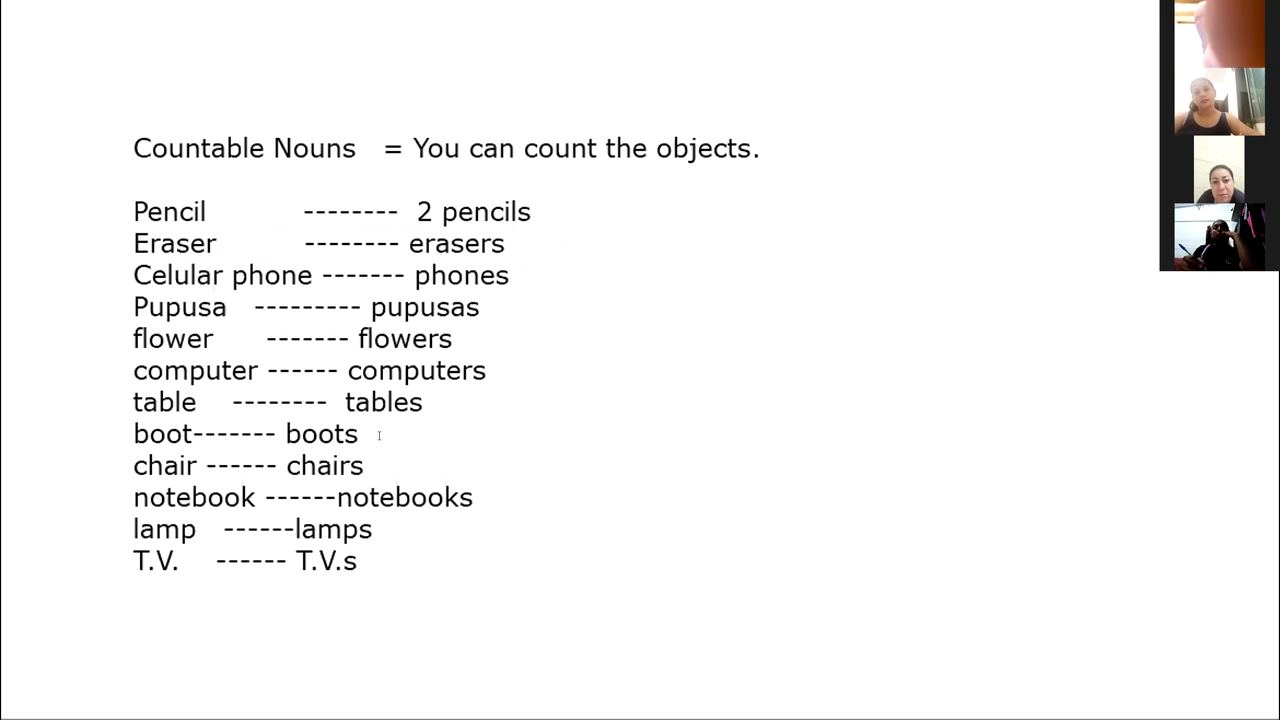 Countable Nouns = You can count the objects.
Pencil -------- 2 pencils
Eraser -------- erasers
Celular phone ------- phones
Pupusa --------- pupusas
flower ------- flowers
computer ------ computers
table -------- tables
boot------- boots
chair ------ chairs
notebook ------notebooks
lamp ------lamps
T.V. ------ T.V.s